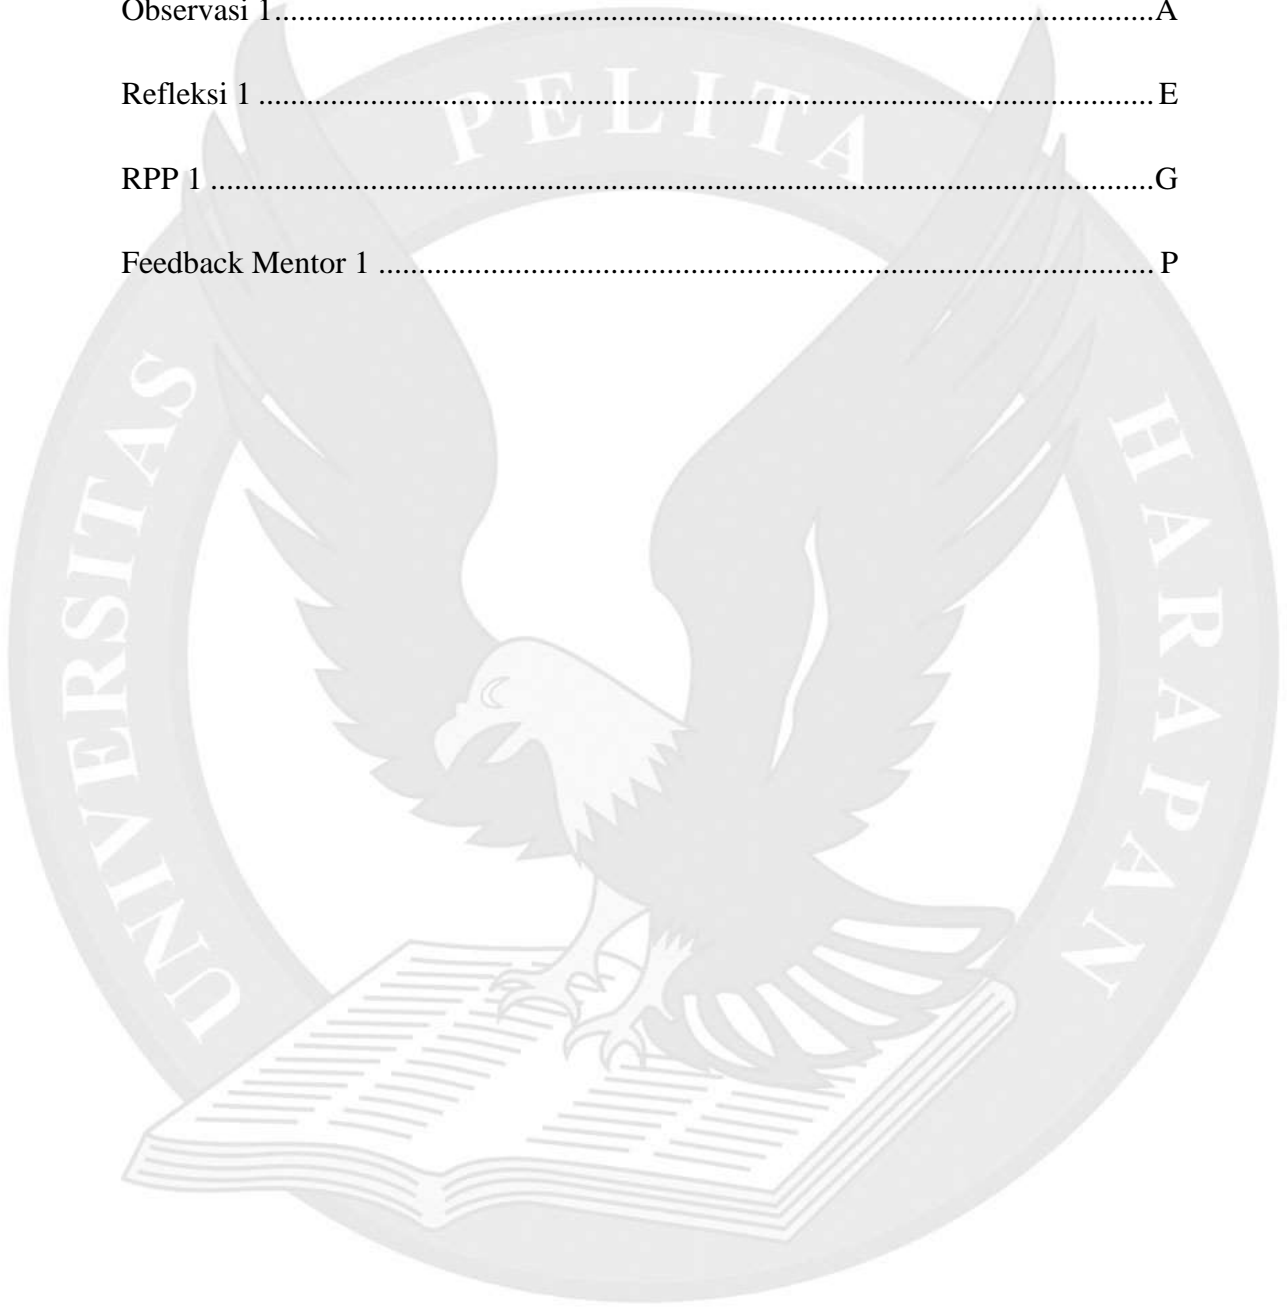 Observasi 1.......................................................................................................A
Refleksi 1 .........................................................................................................E
RPP 1 ...............................................................................................................G
Feedback Mentor 1 ...........................................................................................P
UNIVERSITAS PELITA HARAPAN